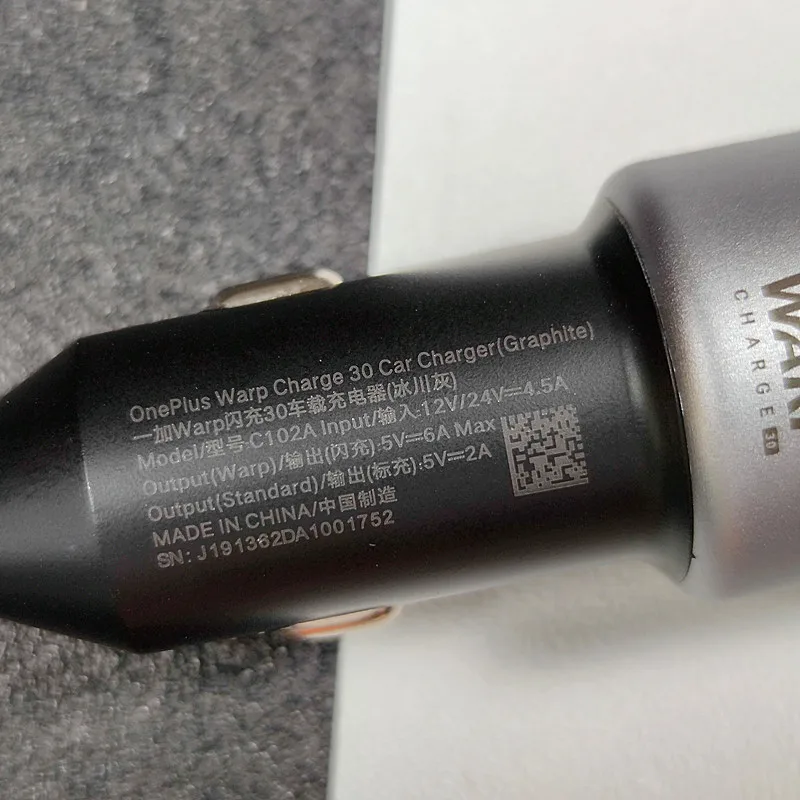 OnePlus Warp Charge 30 Car Charger(Graphite)
一加Warp闪充30车载充电器(冰川灰)
Model/型号:C102A Input/输入:12V/24V⎓4.5A
Output(Warp)/输出(闪充):5V⎓6A Max
Output(Standard)/输出(标充):5V⎓2A
MADE IN CHINA/中国制造
SN: J191362DA1001752
WARP
CHARGE 30